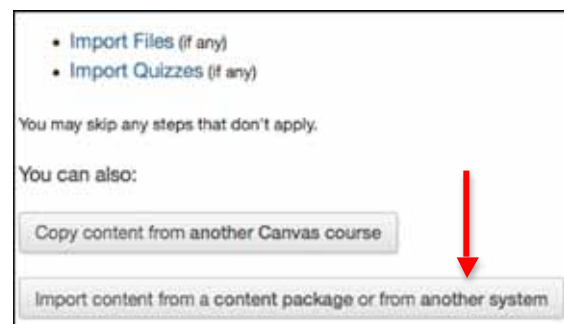 • Import Files (if any)
• Import Quizzes (if any)
You may skip any steps that don't apply.
You can also:
Copy content from another Canvas course
Import content from a content package or from another system